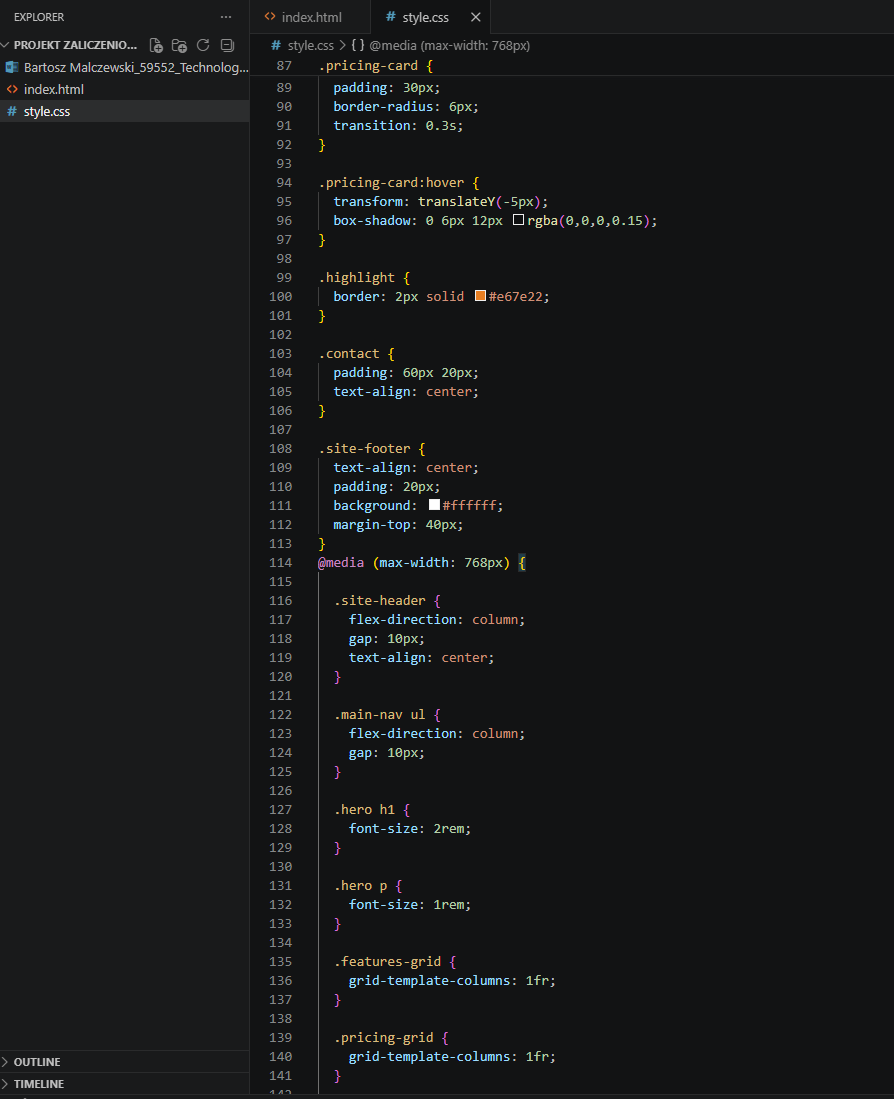 EXPLORER
···
PROJEKT ZALICZENIO...
Bartosz Malczewski_59552_Technolog...
index.html
style.css
OUTLINE
TIMELINE
index.html
style.css
style.css > { } @media (max-width: 768px)
87 .pricing-card {
89 padding: 30px;
90 border-radius: 6px;
91 transition: 0.3s;
92 }
93
94 .pricing-card:hover {
95 transform: translateY(-5px);
96 box-shadow: 0 6px 12px rgba(0,0,0,0.15);
97 }
98
99 .highlight {
100 border: 2px solid #e67e22;
101 }
102
103 .contact {
104 padding: 60px 20px;
105 text-align: center;
106 }
107
108 .site-footer {
109 text-align: center;
110 padding: 20px;
111 background: #ffffff;
112 margin-top: 40px;
113 }
114 @media (max-width: 768px) {
115
116 .site-header {
117 flex-direction: column;
118 gap: 10px;
119 text-align: center;
120 }
121
122 .main-nav ul {
123 flex-direction: column;
124 gap: 10px;
125 }
126
127 .hero h1 {
128 font-size: 2rem;
129 }
130
131 .hero p {
132 font-size: 1rem;
133 }
134
135 .features-grid {
136 grid-template-columns: 1fr;
137 }
138
139 .pricing-grid {
140 grid-template-columns: 1fr;
141 }